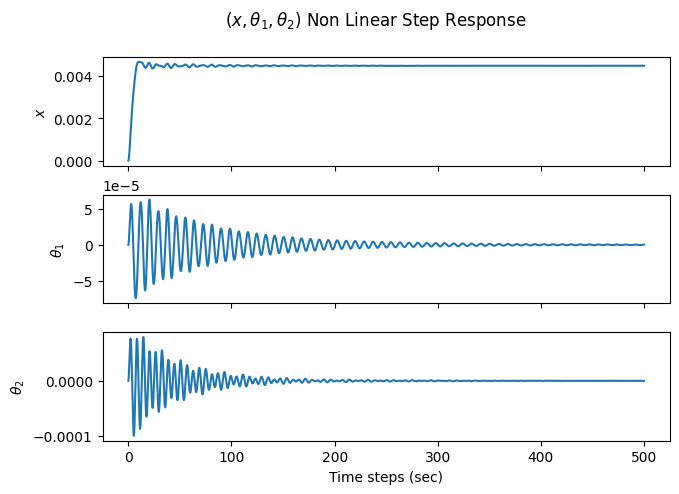 (x, θ₁, θ₂) Non Linear Step Response
0.004
0.002
0.000
x
1e−5
5
0
−5
θ₁
0.0000
−0.0001
θ₂
0 100 200 300 400 500
Time steps (sec)